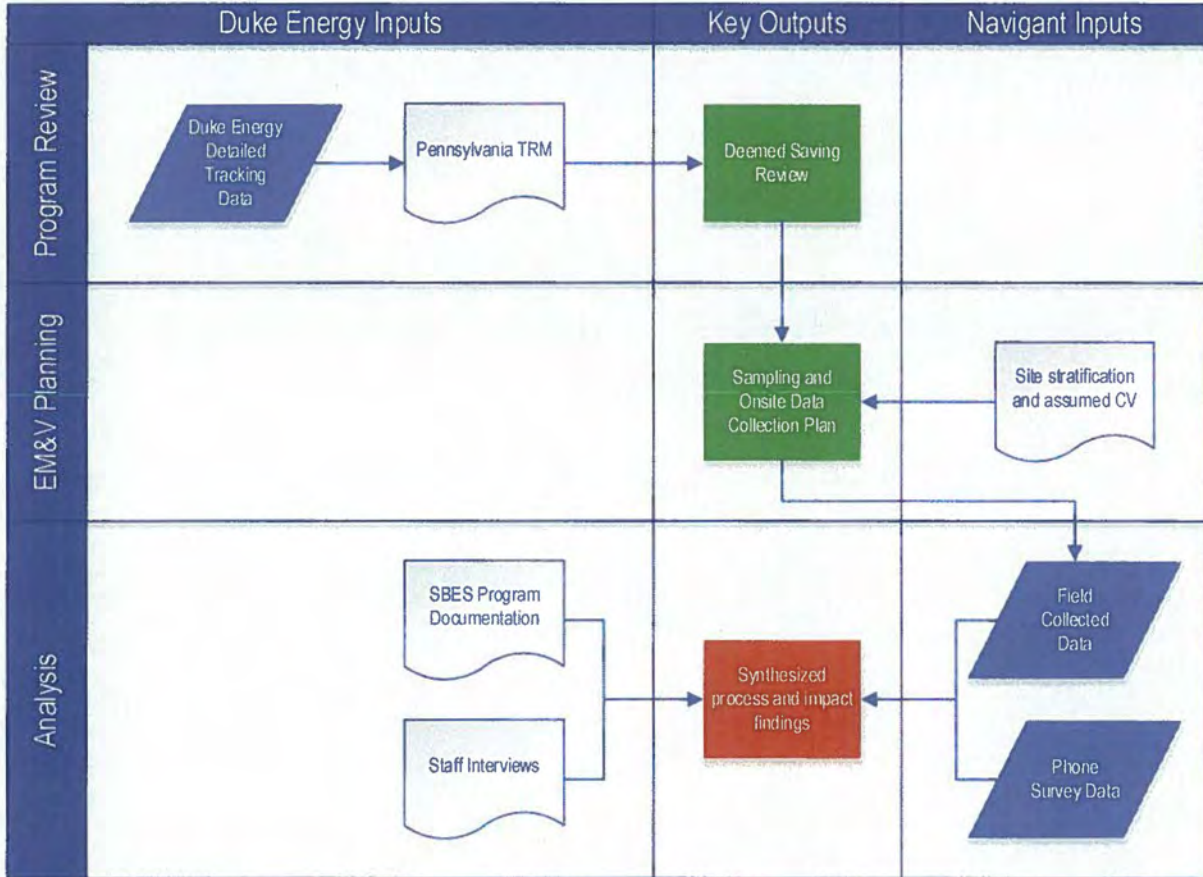 Duke Energy Inputs
Key Outputs
Navigant Inputs
Program Review
Duke Energy
Detailed
Tracking
Data
Pennsylvania TRM
Deemed Saving
Review
EM&V Planning
Sampling and
Onsite Data
Collection Plan
Site stratification
and assumed CV
Analysis
SBES Program
Documentation
Staff Interviews
Synthesized
process and impact
findings
Field
Collected
Data
Phone
Survey Data